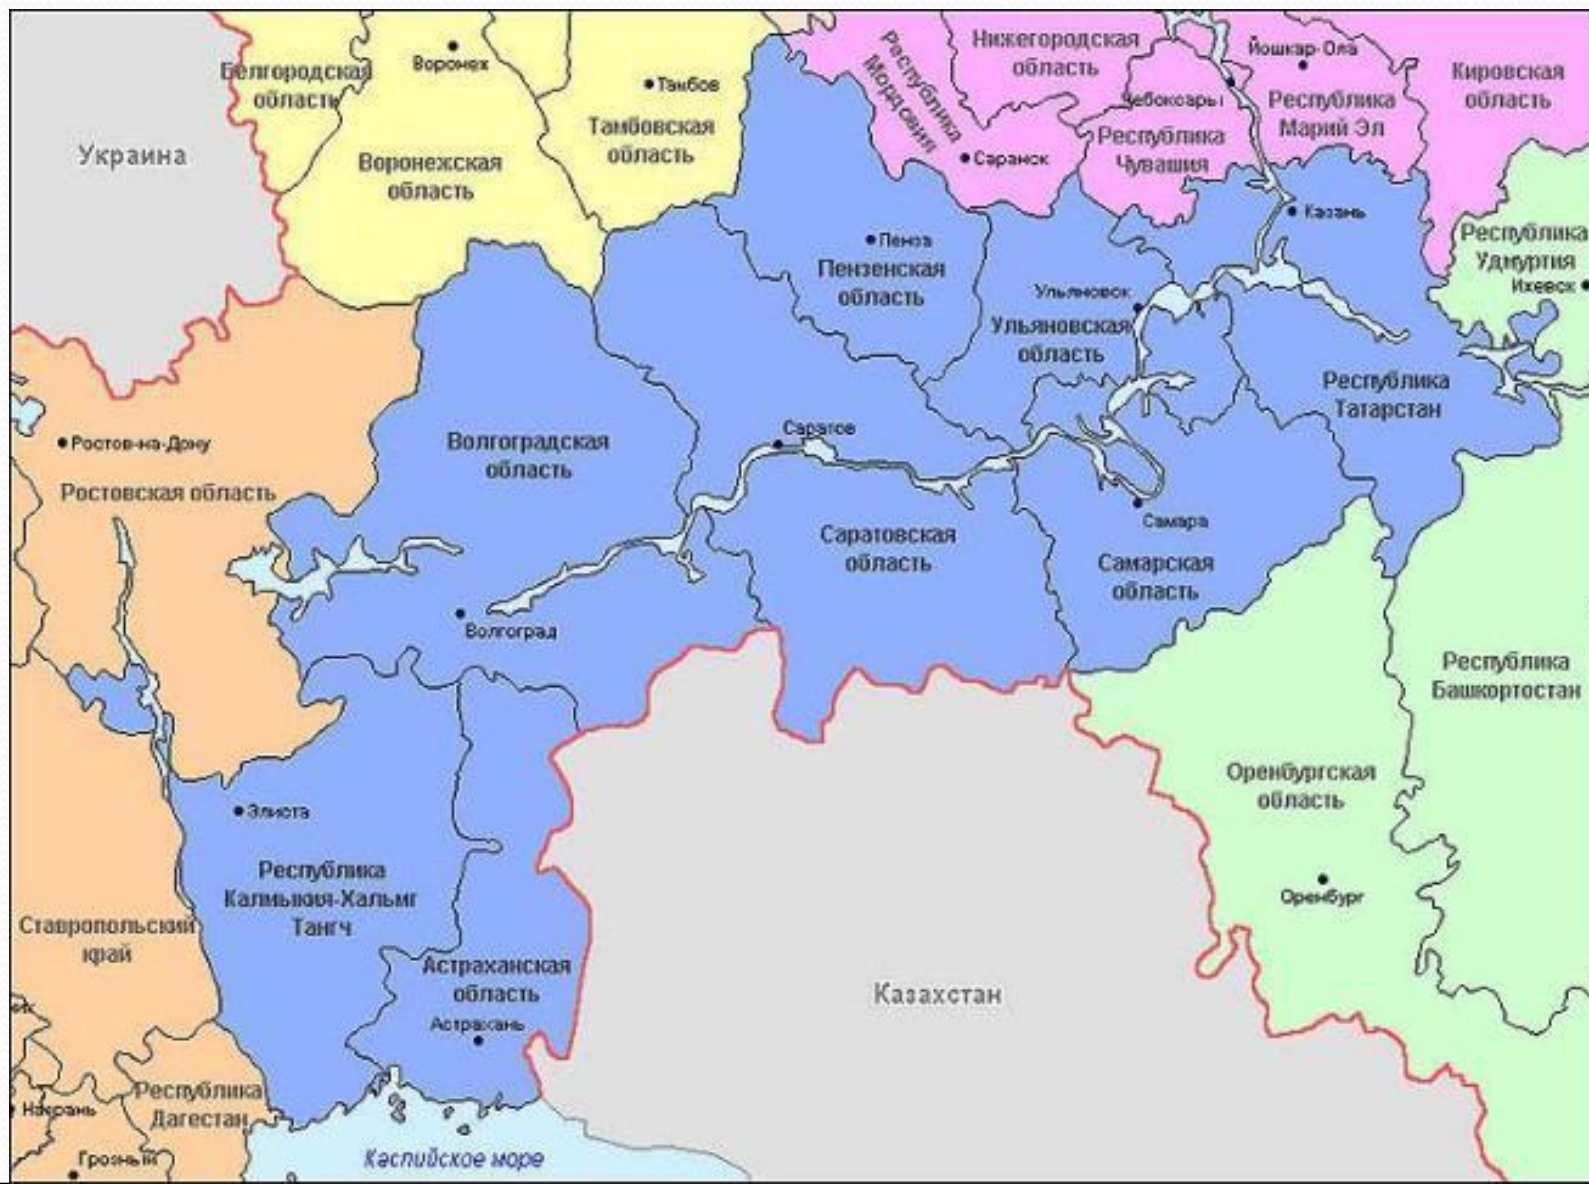 Белгородская
область
Воронеж
Тамбов
Тамбовская
область
Воронежская
область
Украина
Республика
Мордовия
Нижегородская
область
Саранск
Йошкар-Ола
Чебоксары
Республика
Чувашия
Республика
Марий Эл
Кировская
область
Казань
Республика
Удмуртия
Ижевск
Пенза
Пензенская
область
Ульяновск
Ульяновская
область
Республика
Татарстан
Ростов-на-Дону
Ростовская область
Волгоградская
область
Саратов
Саратовская
область
Самара
Самарская
область
Волгоград
Республика
Башкортостан
Оренбургская
область
Оренбург
Элиста
Республика
Калмыкия-Хальмг
Тангч
Ставропольский
край
Астраханская
область
Астрахань
Казахстан
Республика
Дагестан
Назрань
Грозный
Каспийское море